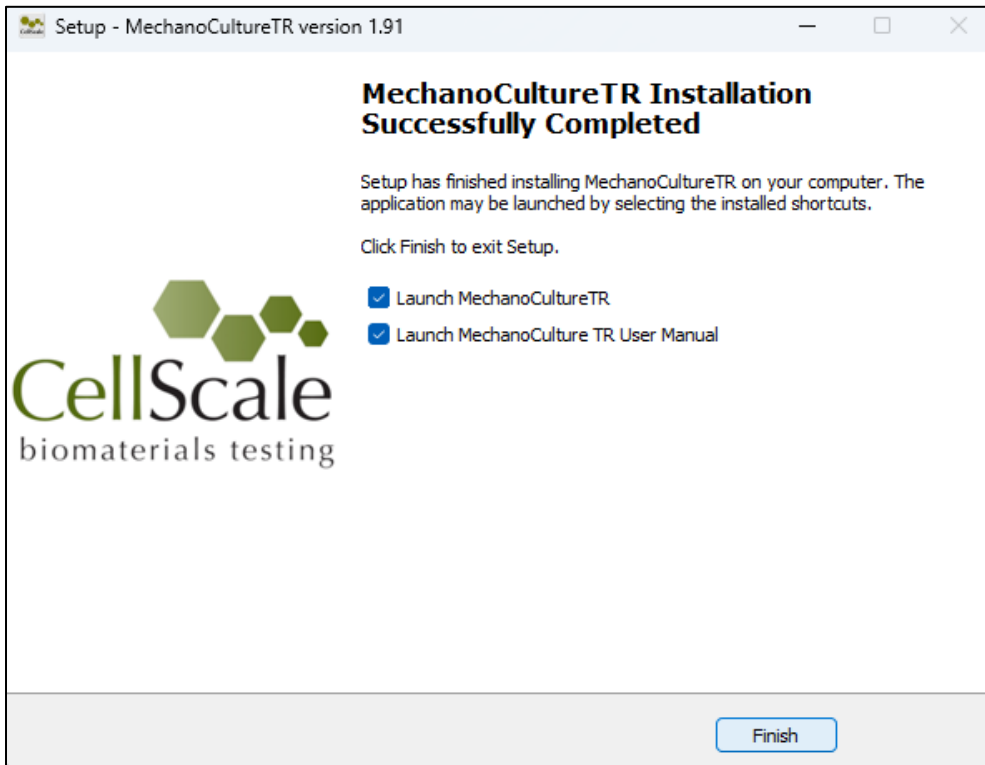 Setup - MechanoCultureTR version 1.91
MechanoCultureTR Installation
Successfully Completed
Setup has finished installing MechanoCultureTR on your computer. The
application may be launched by selecting the installed shortcuts.
Click Finish to exit Setup.
Launch MechanoCultureTR
Launch MechanoCulture TR User Manual
CellScale
biomaterials testing
Finish